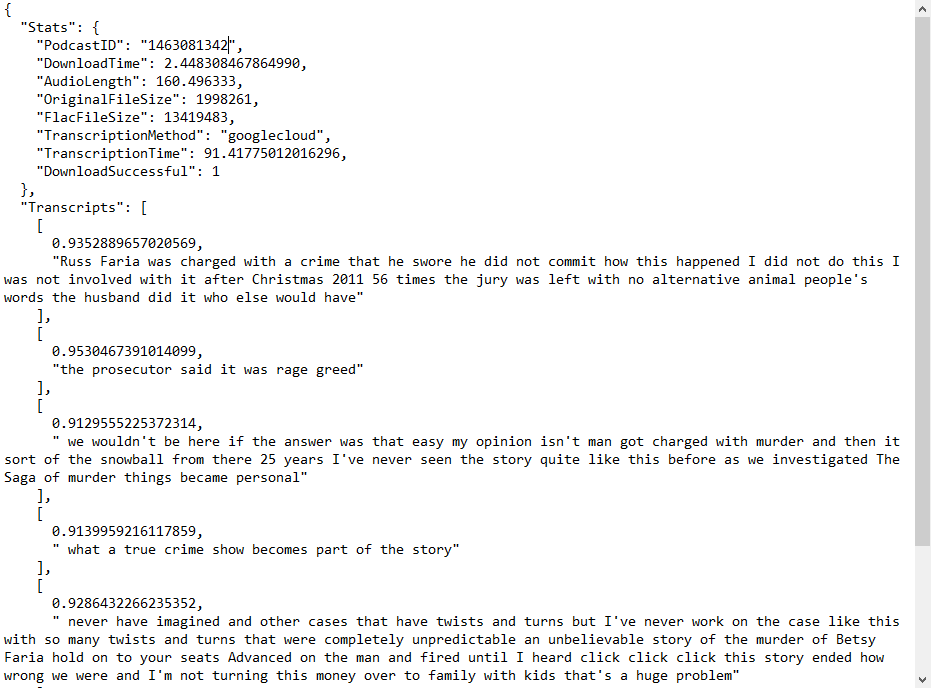 {
"Stats": {
"PodcastID": "1463081342",
"DownloadTime": 2.448308467864990,
"AudioLength": 160.496333,
"OriginalFileSize": 1998261,
"FlacFileSize": 13419483,
"TranscriptionMethod": "googlecloud",
"TranscriptionTime": 91.41775012016296,
"DownloadSuccessful": 1
},
"Transcripts": [
[
0.9352889657020569,
"Russ Faria was charged with a crime that he swore he did not commit how this happened I did not do this I
was not involved with it after Christmas 2011 56 times the jury was left with no alternative animal people's
words the husband did it who else would have"
],
[
0.9530467391014099,
"the prosecutor said it was rage greed"
],
[
0.9129555225372314,
" we wouldn't be here if the answer was that easy my opinion isn't man got charged with murder and then it
sort of the snowball from there 25 years I've never seen the story quite like this before as we investigated The
Saga of murder things became personal"
],
[
0.9139959216117859,
" what a true crime show becomes part of the story"
],
[
0.9286432266235352,
" never have imagined and other cases that have twists and turns but I've never work on the case like this
with so many twists and turns that were completely unpredictable an unbelievable story of the murder of Betsy
Faria hold on to your seats Advanced on the man and fired until I heard click click click this story ended how
wrong we were and I'm not turning this money over to family with kids that's a huge problem"